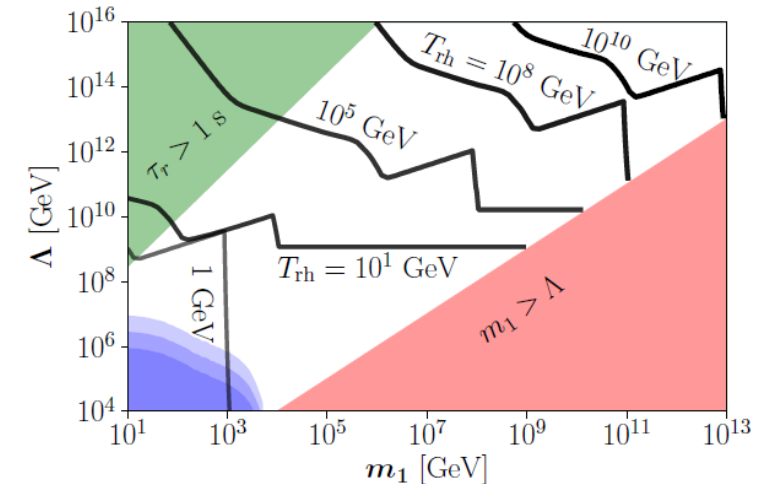 10^16
10^14
10^12
10^10
10^8
10^6
10^4
Λ [GeV]
τ_r > 1 s
10^5 GeV
T_rh = 10^8 GeV
10^10 GeV
T_rh = 10^1 GeV
1 GeV
m_1 > Λ
10^1
10^3
10^5
10^7
10^9
10^11
10^13
m_1 [GeV]